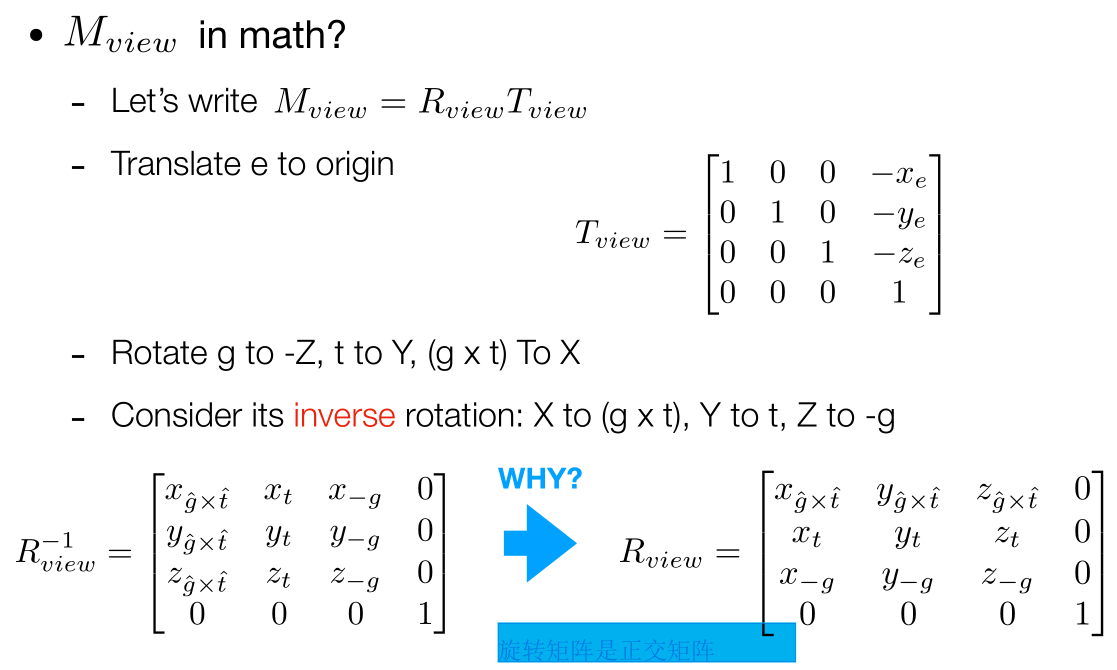 • M_{view} in math?
- Let's write M_{view} = R_{view}T_{view}
- Translate e to origin
T_{view} = \begin{bmatrix} 1 & 0 & 0 & -x_e \\ 0 & 1 & 0 & -y_e \\ 0 & 0 & 1 & -z_e \\ 0 & 0 & 0 & 1 \end{bmatrix}
- Rotate g to -Z, t to Y, (g x t) To X
- Consider its inverse rotation: X to (g x t), Y to t, Z to -g
R_{view}^{-1} = \begin{bmatrix} x_{\hat{g}\times\hat{t}} & x_t & x_{-g} & 0 \\ y_{\hat{g}\times\hat{t}} & y_t & y_{-g} & 0 \\ z_{\hat{g}\times\hat{t}} & z_t & z_{-g} & 0 \\ 0 & 0 & 0 & 1 \end{bmatrix}
WHY?
R_{view} = \begin{bmatrix} x_{\hat{g}\times\hat{t}} & y_{\hat{g}\times\hat{t}} & z_{\hat{g}\times\hat{t}} & 0 \\ x_t & y_t & z_t & 0 \\ x_{-g} & y_{-g} & z_{-g} & 0 \\ 0 & 0 & 0 & 1 \end{bmatrix}
旋转矩阵是正交矩阵